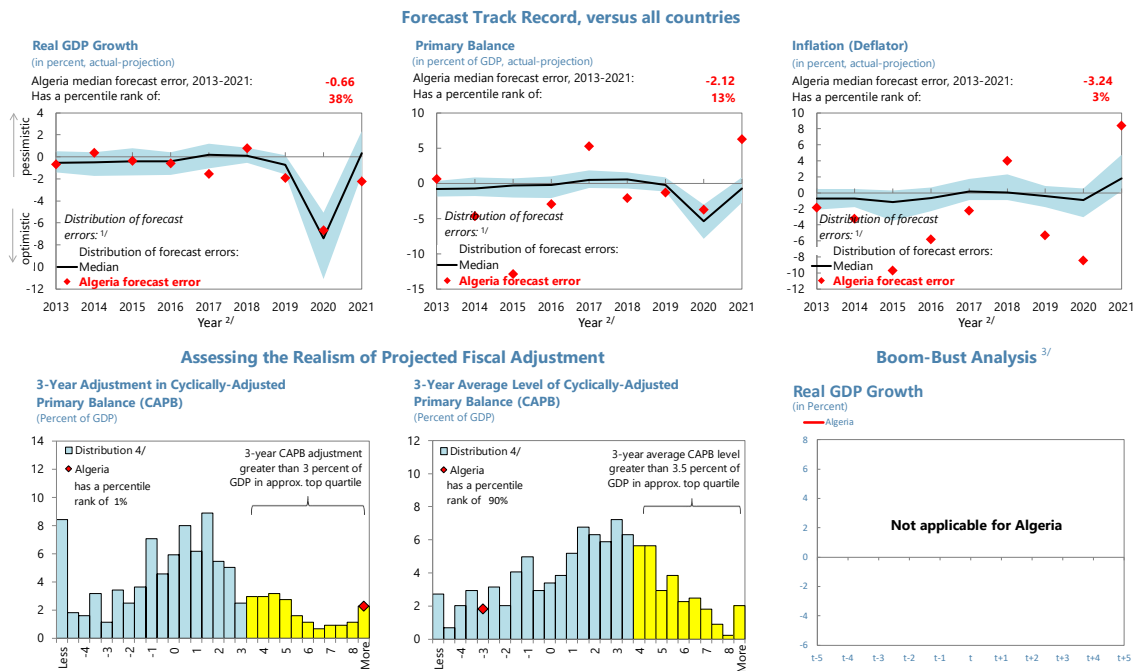 Forecast Track Record, versus all countries
Real GDP Growth
(in percent, actual-projection)
Algeria median forecast error, 2013-2021: -0.66
Has a percentile rank of: 38%
pessimistic
optimistic
4
2
0
-2
-4
-6
-8
10
-12
Distribution of forecast
errors: 1/
Distribution of forecast errors:
Median
Algeria forecast error
2013 2014 2015 2016 2017 2018 2019 2020 2021
Year 2/
Primary Balance
(in percent of GDP, actual-projection)
Algeria median forecast error, 2013-2021: -2.12
Has a percentile rank of: 13%
10
5
0
-5
-10
-15
Distribution of forecast
errors: 1/
Distribution of forecast errors:
Median
Algeria forecast error
2013 2014 2015 2016 2017 2018 2019 2020 2021
Year 2/
Inflation (Deflator)
(in percent, actual-projection)
Algeria median forecast error, 2013-2021: -3.24
Has a percentile rank of: 3%
10
8
6
4
2
0
-2
-4
-6
-8
-10
-12
Distribution of forecast
errors: 1/
Distribution of forecast errors:
Median
Algeria forecast error
2013 2014 2015 2016 2017 2018 2019 2020 2021
Year 2/
Assessing the Realism of Projected Fiscal Adjustment
3-Year Adjustment in Cyclically-Adjusted
Primary Balance (CAPB)
(Percent of GDP)
14
12
10
8
6
4
2
0
Distribution 4/
Algeria
has a percentile
rank of 1%
3-year CAPB adjustment
greater than 3 percent of
GDP in approx. top quartile
Less -4 -3 -2 -1 0 1 2 3 4 5 6 7 8 More
3-Year Average Level of Cyclically-Adjusted
Primary Balance (CAPB)
(Percent of GDP)
12
10
8
6
4
2
0
Distribution 4/
Algeria
has a percentile
rank of 90%
3-year average CAPB level
greater than 3.5 percent of
GDP in approx. top quartile
Less -4 -3 -2 -1 0 1 2 3 4 5 6 7 8 More
Boom-Bust Analysis 3/
Real GDP Growth
(in Percent)
Algeria
8
6
4
2
0
-2
-4
-6
Not applicable for Algeria
t-5 t-4 t-3 t-2 t-1 t t+1 t+2 t+3 t+4 t+5